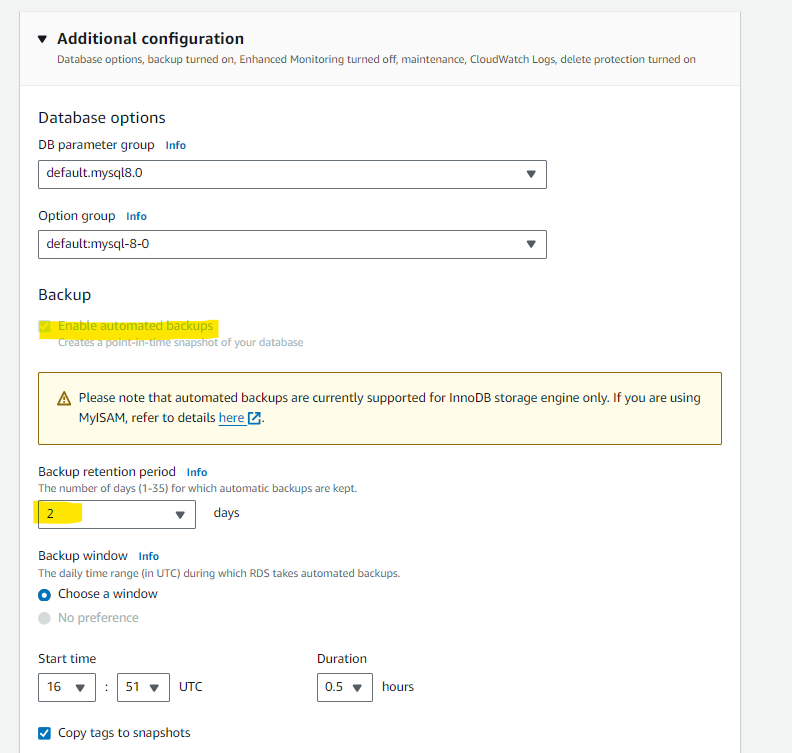 Additional configuration
Database options, backup turned on, Enhanced Monitoring turned off, maintenance, CloudWatch Logs, delete protection turned on
Database options
DB parameter group Info
default.mysql8.0
Option group Info
default:mysql-8-0
Backup
Enable automated backups
Creates a point-in-time snapshot of your database
Please note that automated backups are currently supported for InnoDB storage engine only. If you are using
MyISAM, refer to details here.
Backup retention period Info
The number of days (1-35) for which automatic backups are kept.
2 days
Backup window Info
The daily time range (in UTC) during which RDS takes automated backups.
Choose a window
No preference
Start time Duration
16 : 51 UTC 0.5 hours
Copy tags to snapshots